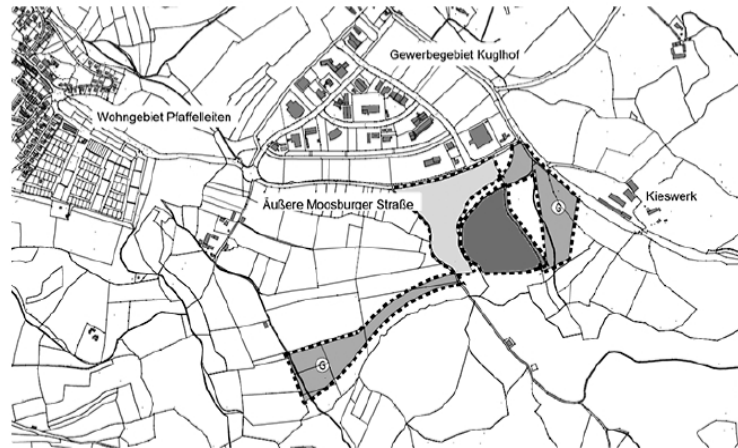 Gewerbegebiet Kuglhof
Wohngebiet Pfaffelleiten
Kieswerk
Äußere Moosburger Straße
G
G